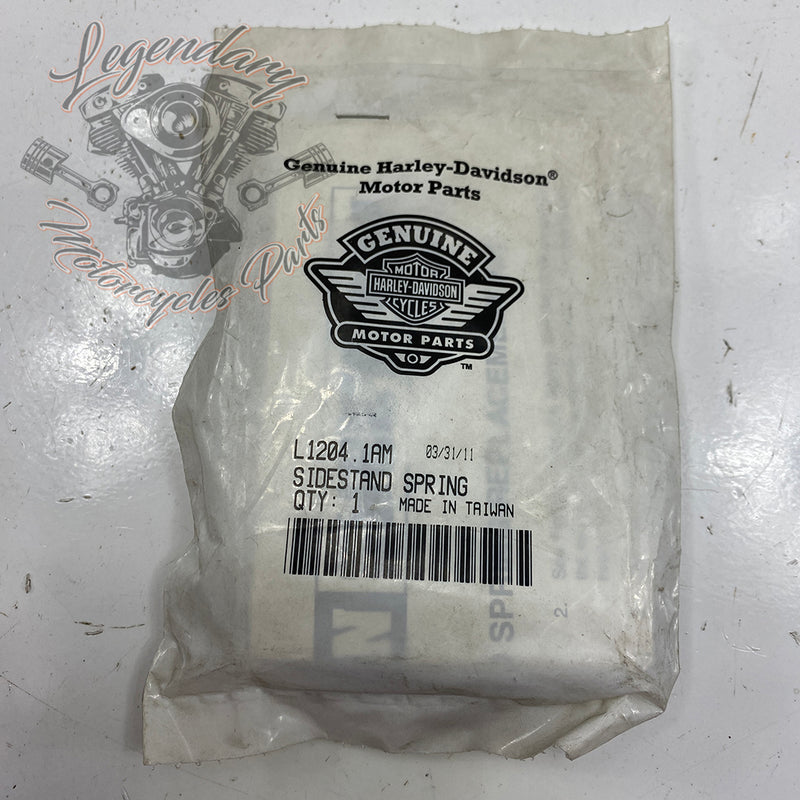 Legendary
Motorcycles Parts
Genuine Harley-Davidson®
Motor Parts
GENUINE
MOTOR
HARLEY-DAVIDSON
CYCLES
MOTOR PARTS
TM
L1204.1AM 03/31/11
SIDESTAND SPRING
QTY: 1 MADE IN TAIWAN
2.